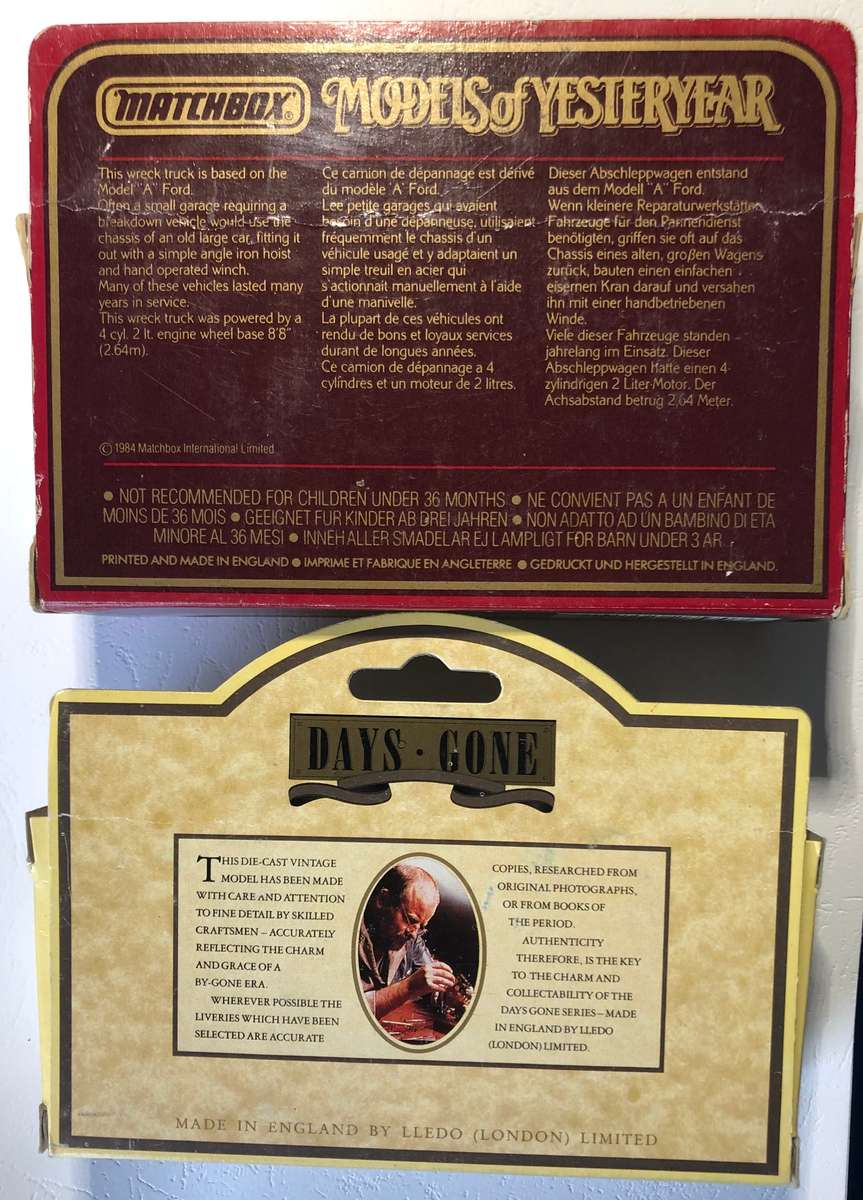 MATCHBOX® MODELS of YESTERYEAR
This wreck truck is based on the
Model "A" Ford.
Often a small garage requiring a
breakdown vehicle would use the
chassis of an old large car, fitting it
out with a simple angle iron hoist
and hand operated winch.
Many of these vehicles lasted many
years in service.
This wreck truck was powered by a
4 cyl. 2 lt. engine wheel base 8'8"
(2.64m).
Ce camion de dépannage est dérivé
du modèle 'A' Ford.
Lee petite garages qui avaient
besoin d'une dépanneuse, utilisaient
fréquemment le chassis d'un
véhicule usagé et y adaptaient un
simple treuil en acier qui
s'actionnait manuellement à l'aide
d'une manivelle.
La plupart de ces véhicules ont
rendu de bons et loyaux services
durant de longues années.
Ce camion de dépannage a 4
cylindres et un moteur de 2 litres.
Dieser Abschleppwagen entstand
aus dem Modell "A" Ford.
Wenn kleinere Reparaturwerkstätten
Fahrzeuge für den Pannendienst
benötigten, griffen sie oft auf das
Chassis eines alten, großen Wagens
zurück, bauten einen einfachen
eisernen Kran darauf und versahen
ihn mit einer handbetriebenen
Winde.
Viele dieser Fahrzeuge standen
jahrelang im Einsatz. Dieser
Abschleppwagen hatte einen 4-
zylindrigen 2 Liter-Motor. Der
Achsabstand betrug 2,64 Meter.
© 1984 Matchbox International Limited
• NOT RECOMMENDED FOR CHILDREN UNDER 36 MONTHS • NE CONVIENT PAS A UN ENFANT DE
MOINS DE 36 MOIS • GEEIGNET FUR KINDER AB DREI JAHREN • NON ADATTO AD UN BAMBINO DI ETA
MINORE AL 36 MESI • INNEHALLER SMADELAR EJ LAMPLIGT FOR BARN UNDER 3 AR.
PRINTED AND MADE IN ENGLAND • IMPRIME ET FABRIQUE EN ANGLETERRE • GEDRUCKT UND HERGESTELLT IN ENGLAND.
DAYS · GONE
THIS DIE-CAST VINTAGE
MODEL HAS BEEN MADE
WITH CARE AND ATTENTION
TO FINE DETAIL BY SKILLED
CRAFTSMEN – ACCURATELY
REFLECTING THE CHARM
AND GRACE OF A
BY-GONE ERA.
WHEREVER POSSIBLE THE
LIVERIES WHICH HAVE BEEN
SELECTED ARE ACCURATE
COPIES, RESEARCHED FROM
ORIGINAL PHOTOGRAPHS,
OR FROM BOOKS OF
THE PERIOD.
AUTHENTICITY
THEREFORE, IS THE KEY
TO THE CHARM AND
COLLECTABILITY OF THE
DAYS GONE SERIES – MADE
IN ENGLAND BY LLEDO
(LONDON) LIMITED.
MADE IN ENGLAND BY LLEDO (LONDON) LIMITED